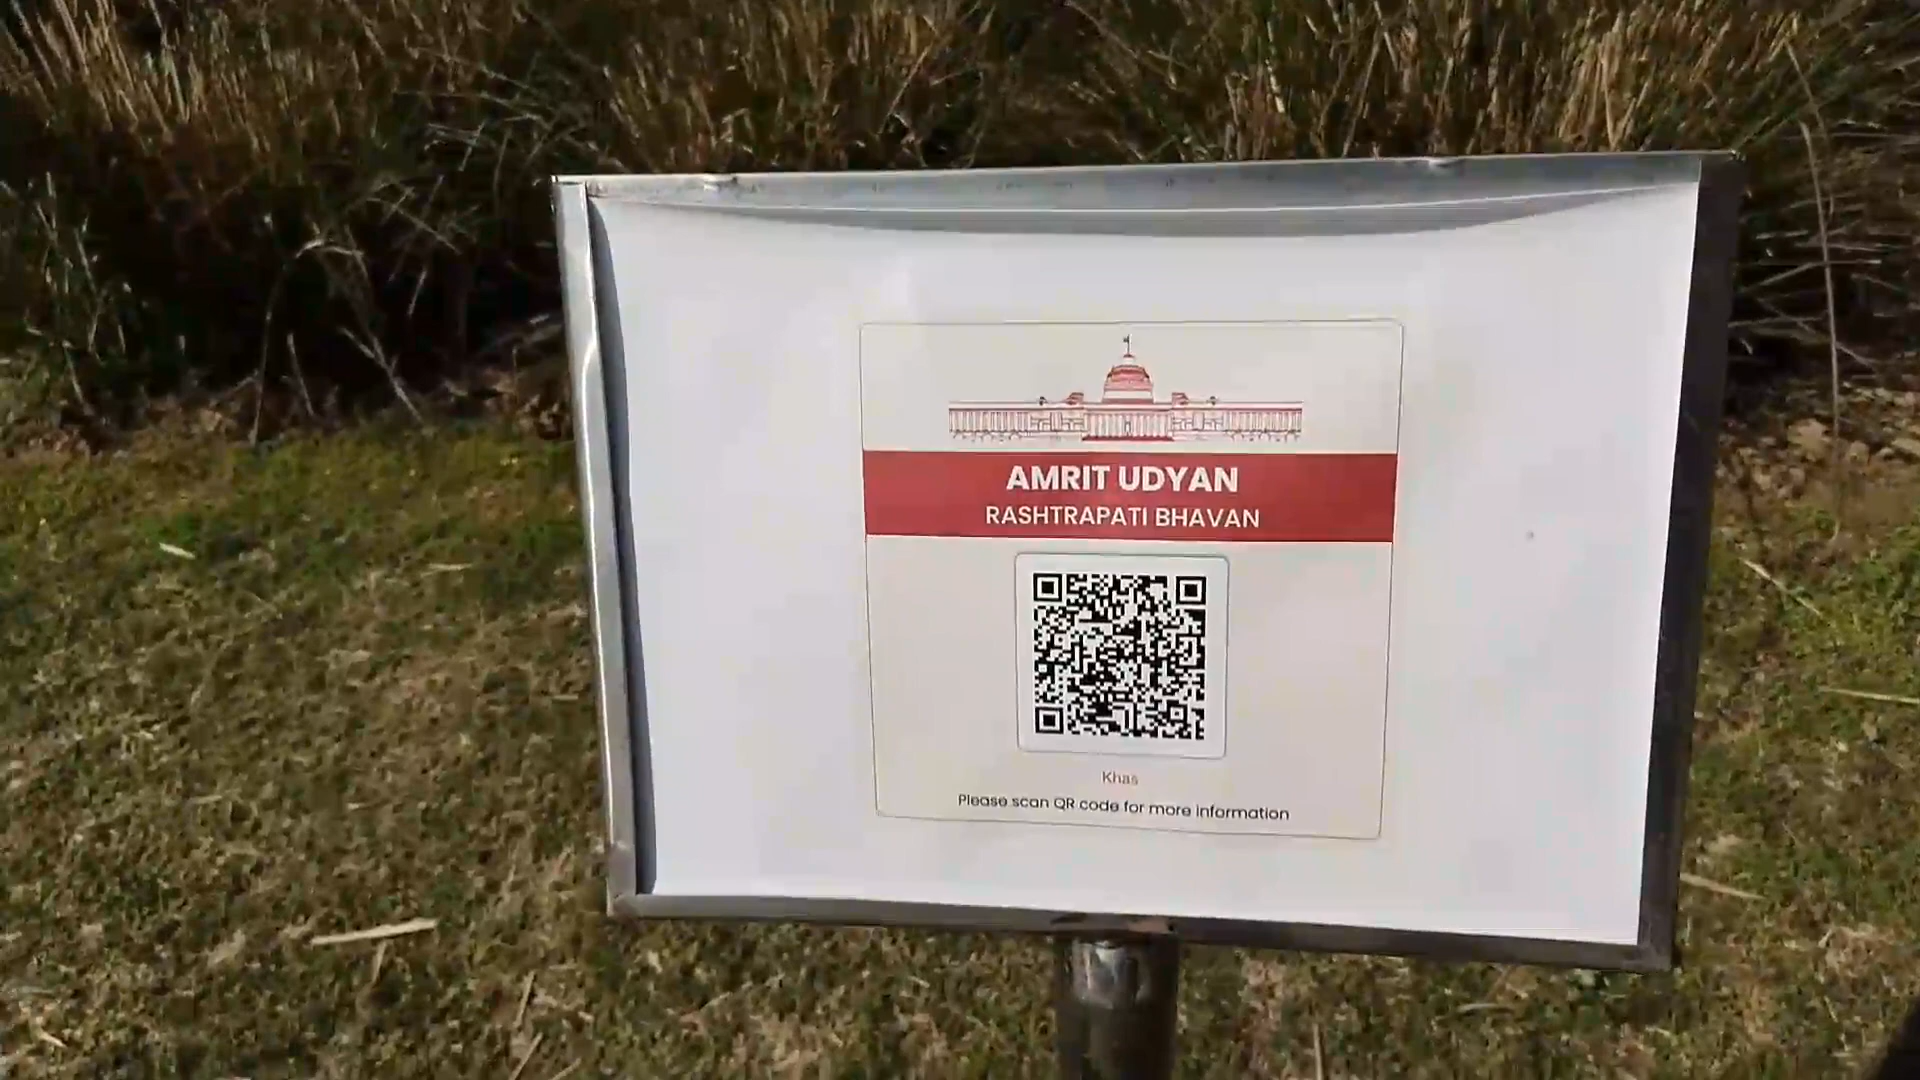 AMRIT UDYAN
RASHTRAPATI BHAVAN
Khas
Please scan QR code for more information